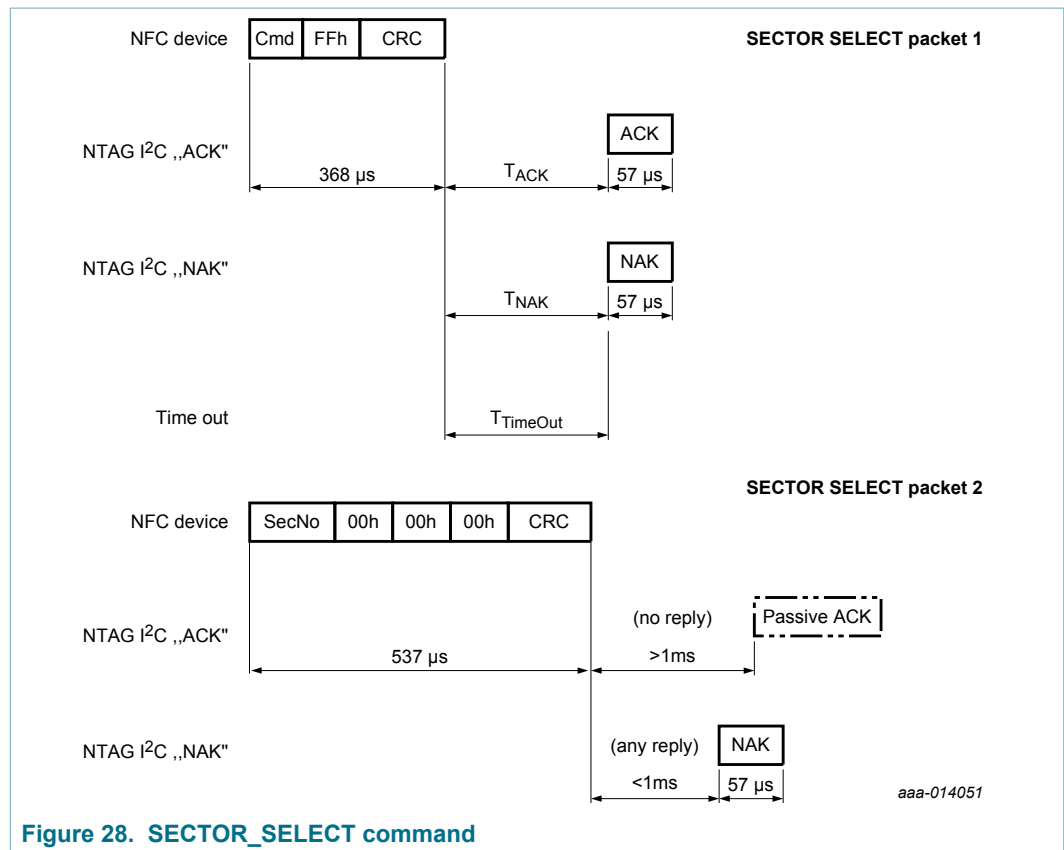 NFC device Cmd FFh CRC SECTOR SELECT packet 1
ACK
NTAG I2C ,,ACK"
368 µs TACK 57 µs
NAK
NTAG I2C ,,NAK"
TNAK 57 µs
Time out TTimeOut
SECTOR SELECT packet 2
NFC device SecNo 00h 00h 00h CRC
(no reply) Passive ACK
NTAG I2C ,,ACK"
537 µs >1ms
(any reply) NAK
NTAG I2C ,,NAK"
<1ms 57 µs
aaa-014051
Figure 28. SECTOR_SELECT command